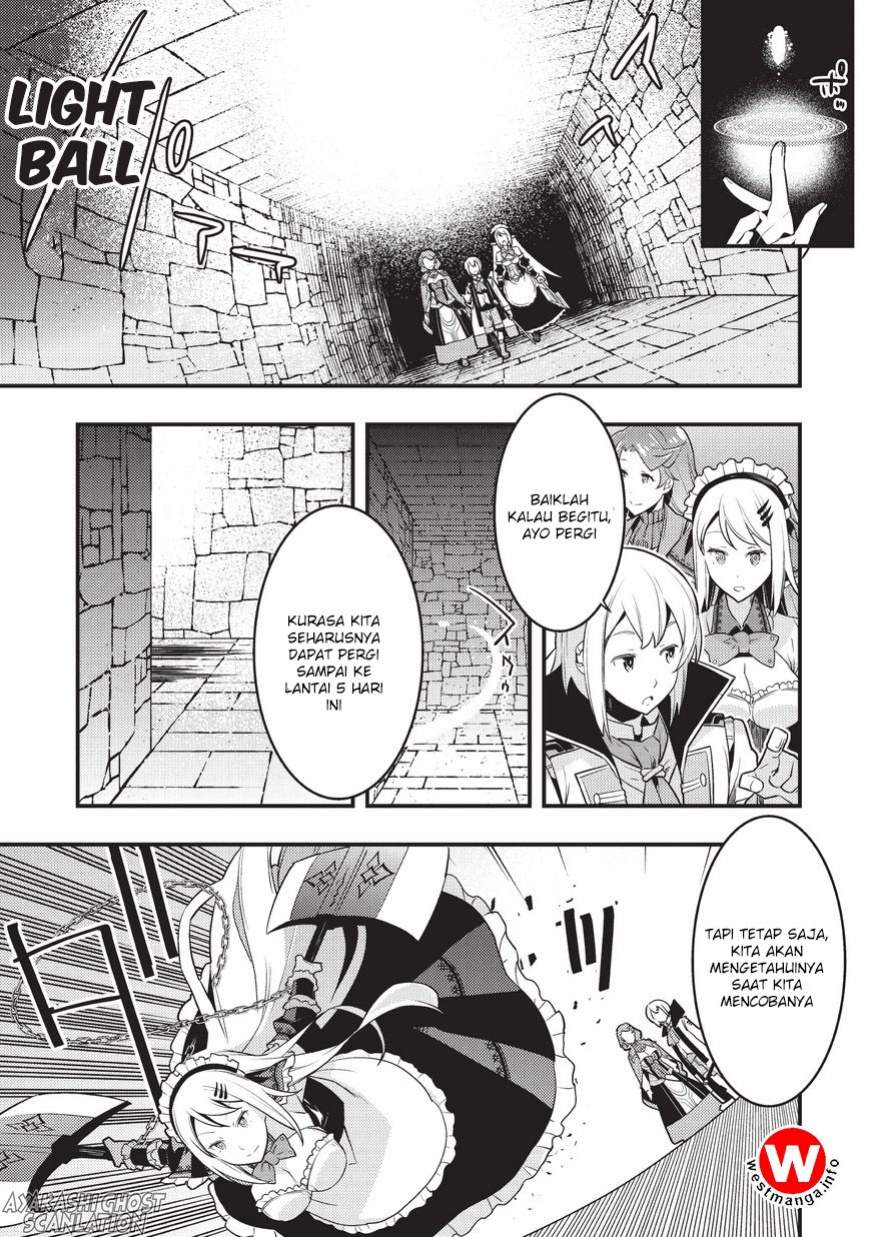 LIGHT
BALL
BAIKLAH
KALAU BEGITU,
AYO PERGI
KURASA KITA
SEHARUSNYA
DAPAT PERGI
SAMPAI KE
LANTAI 5 HARI
INI
TAPI TETAP SAJA,
KITA AKAN
MENGETAHUINYA
SAAT KITA
MENCOBANYA
W
westmanga.info
AYAKASHI GHOST
SCANLATION